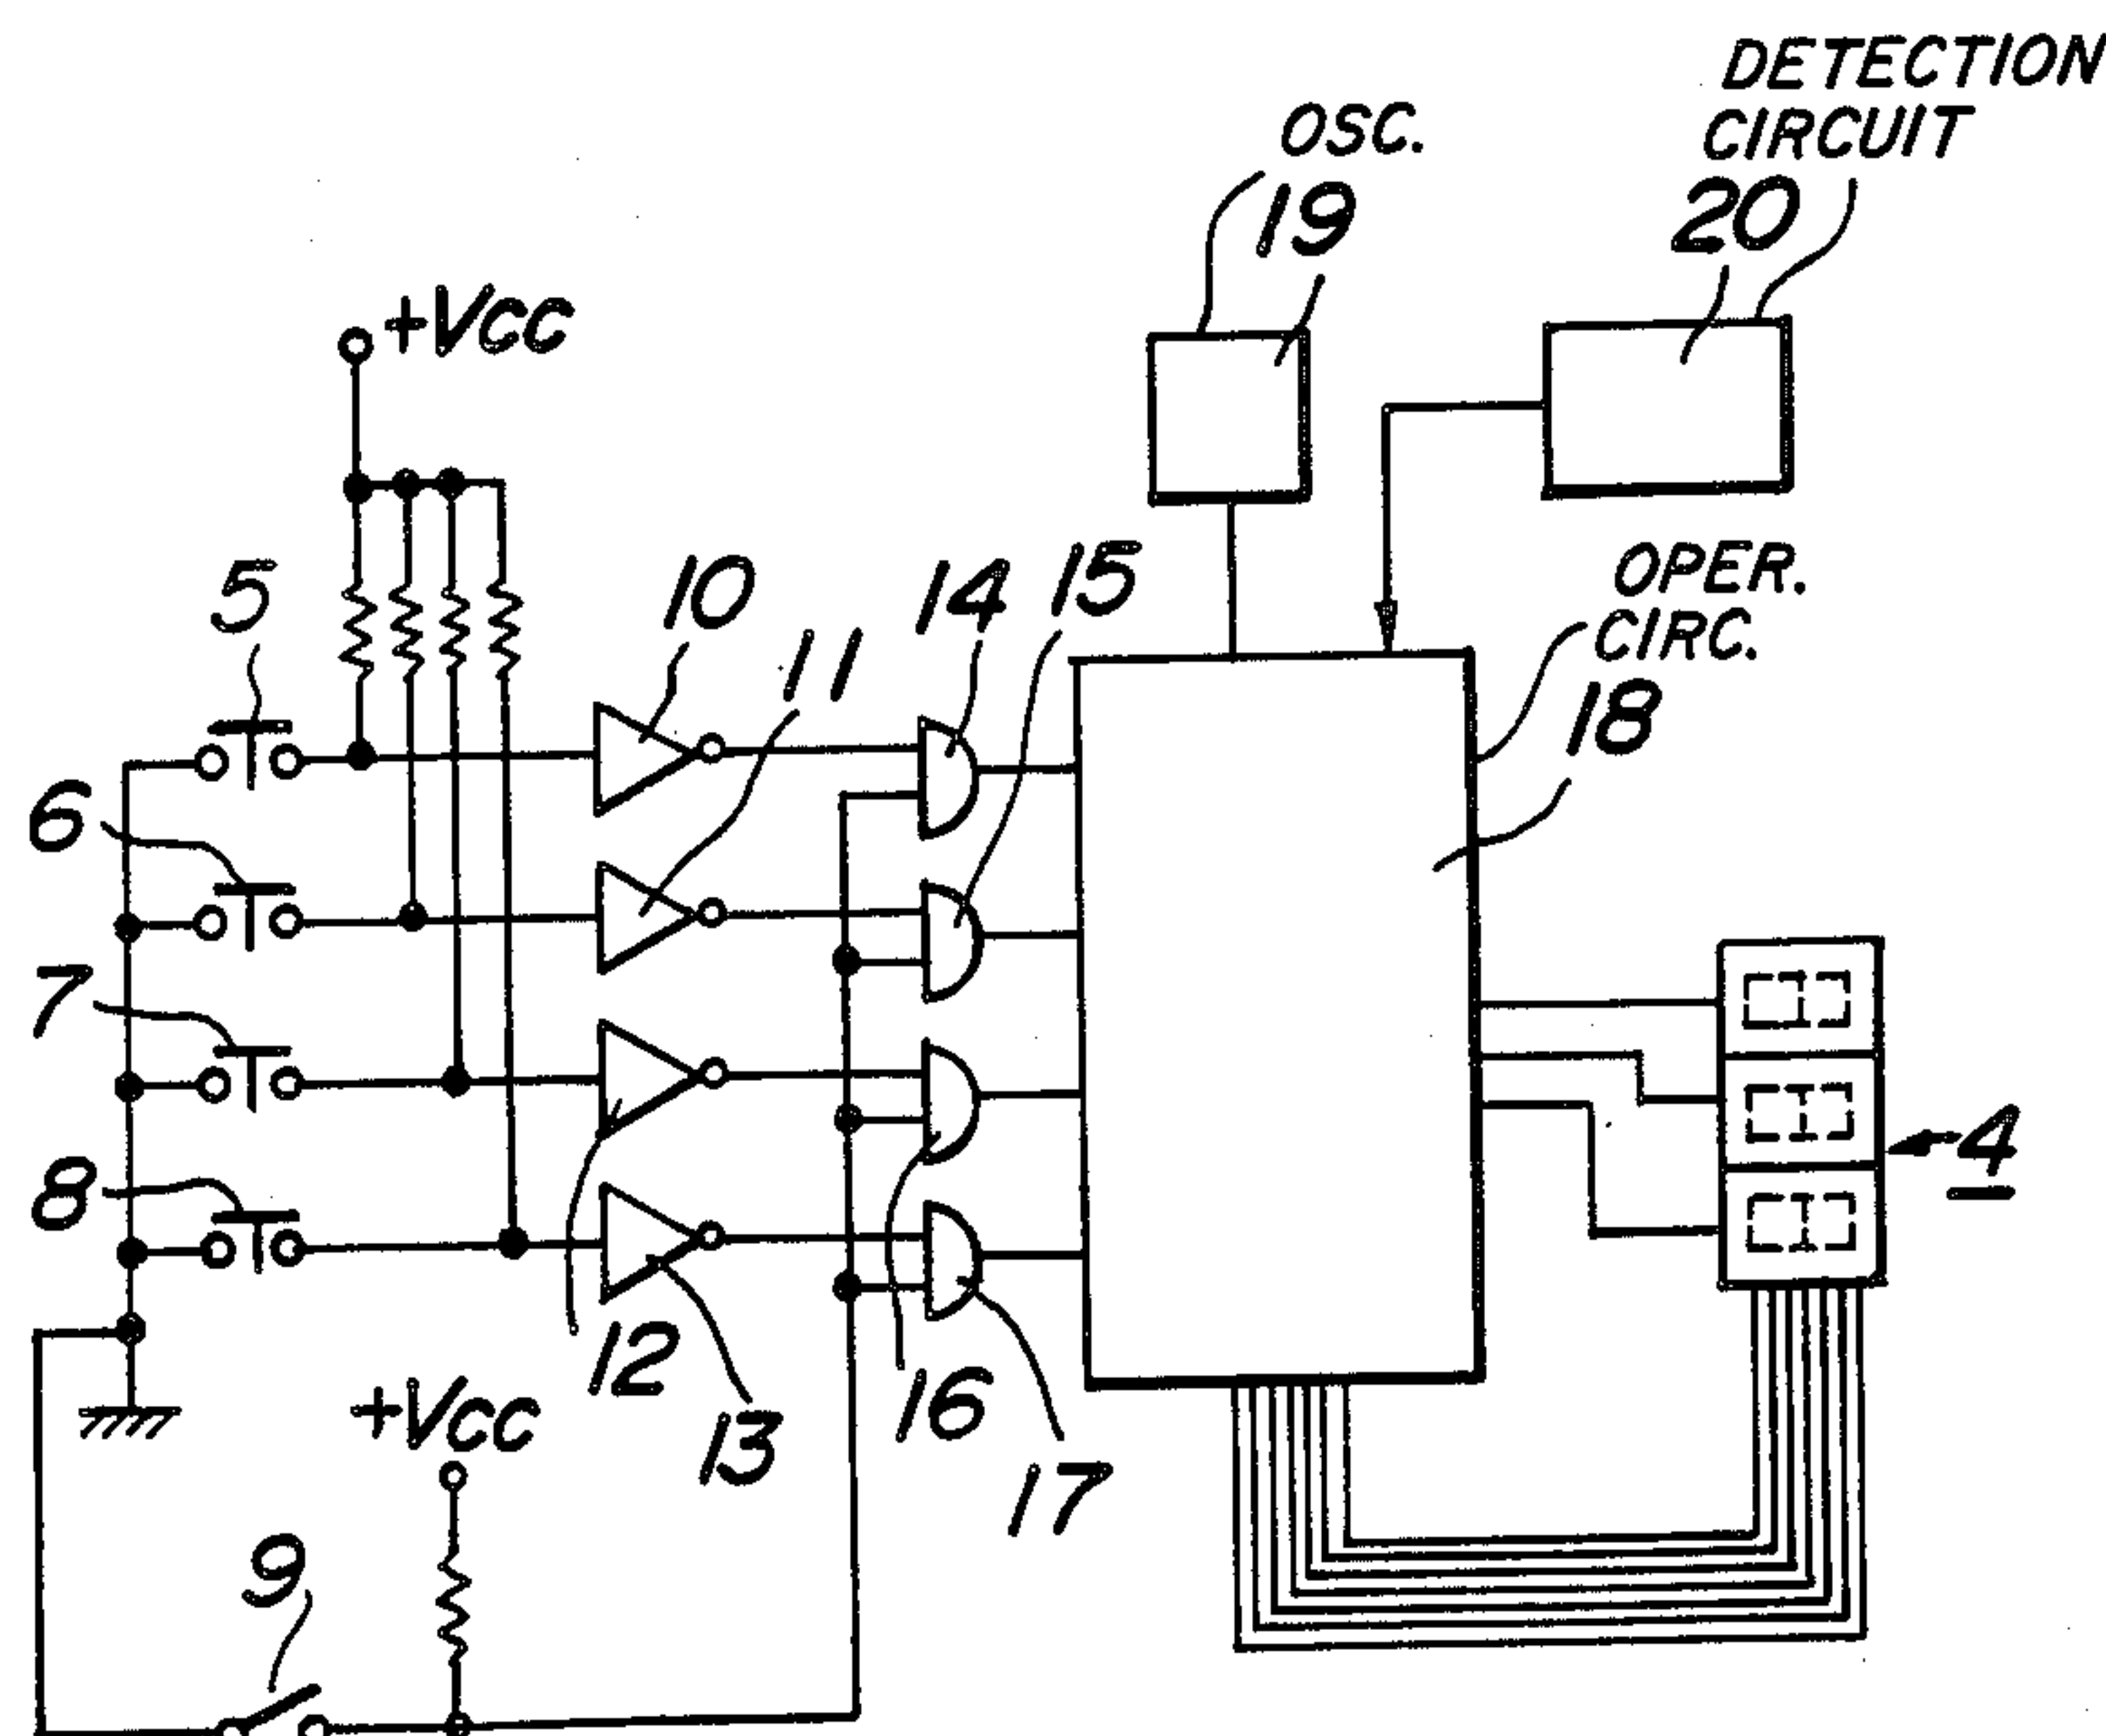 DETECTION
CIRCUIT
20
OSC.
19
+VCC
OPER.
CIRC.
18
5
10
11
14
15
6
7
8
4
12
13
16
17
+VCC
9